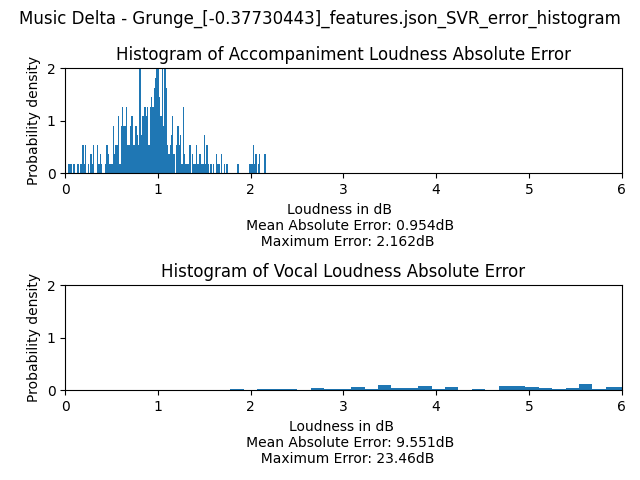 Music Delta - Grunge_[-0.37730443]_features.json_SVR_error_histogram
Histogram of Accompaniment Loudness Absolute Error
Probability density
2
1
0
0 1 2 3 4 5 6
Loudness in dB
Mean Absolute Error: 0.954dB
Maximum Error: 2.162dB
Histogram of Vocal Loudness Absolute Error
Probability density
2
1
0
0 1 2 3 4 5 6
Loudness in dB
Mean Absolute Error: 9.551dB
Maximum Error: 23.46dB